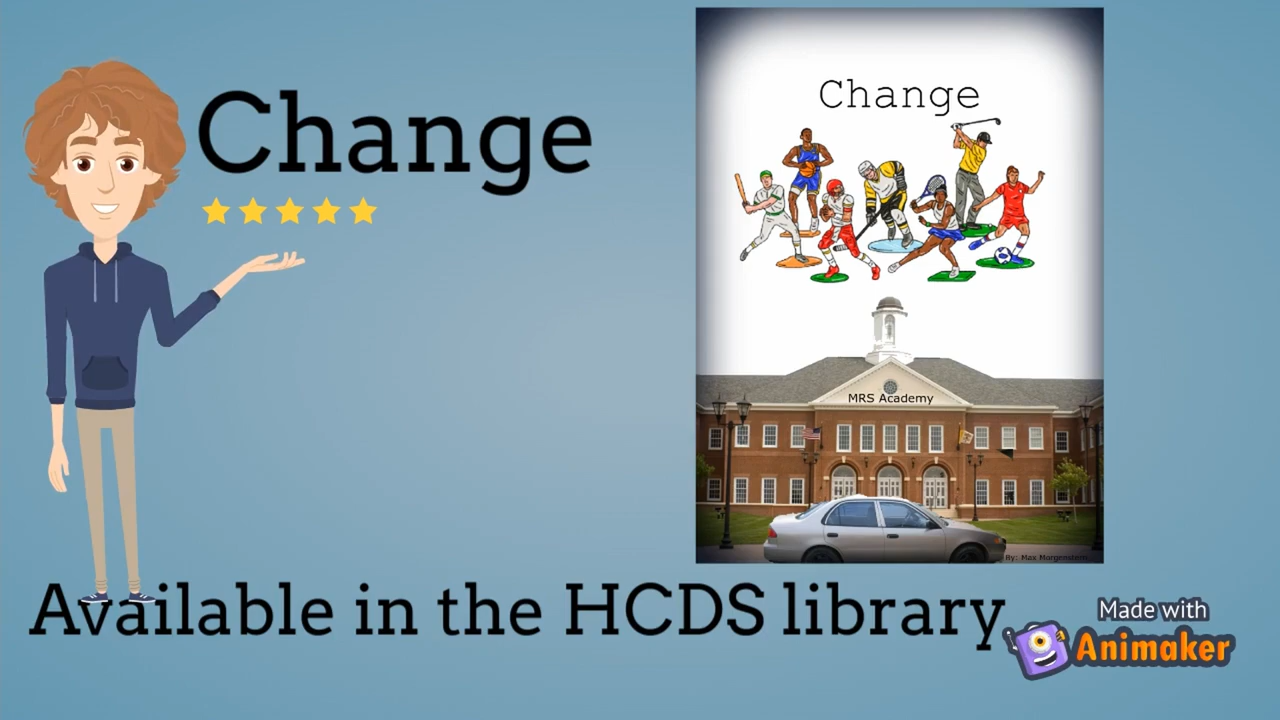 Change
Change
MRS Academy
By: Max Morgenstern
Available in the HCDS library
Made with
Animaker